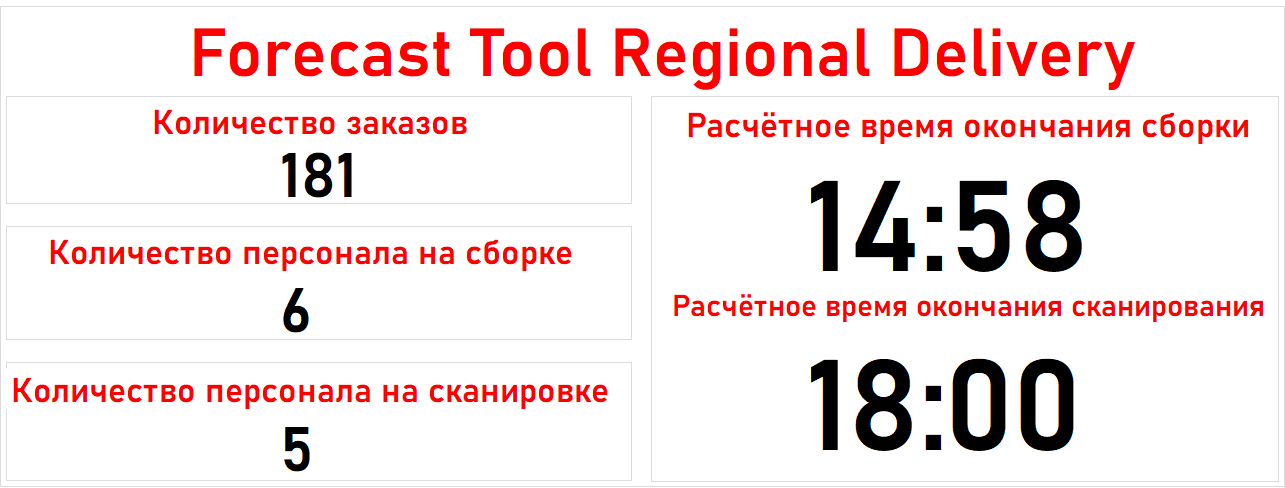 Forecast Tool Regional Delivery
Количество заказов
181
Количество персонала на сборке
6
Количество персонала на сканировке
5
Расчётное время окончания сборки
14:58
Расчётное время окончания сканирования
18:00